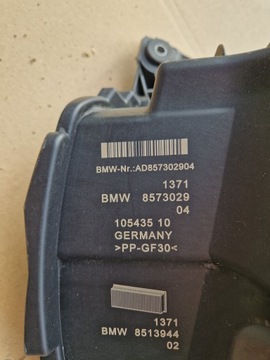 BMW-Nr.:AD857302904
1371
BMW 8573029
04
105435 10
GERMANY
>PP-GF30<
1371
BMW 8513944
02